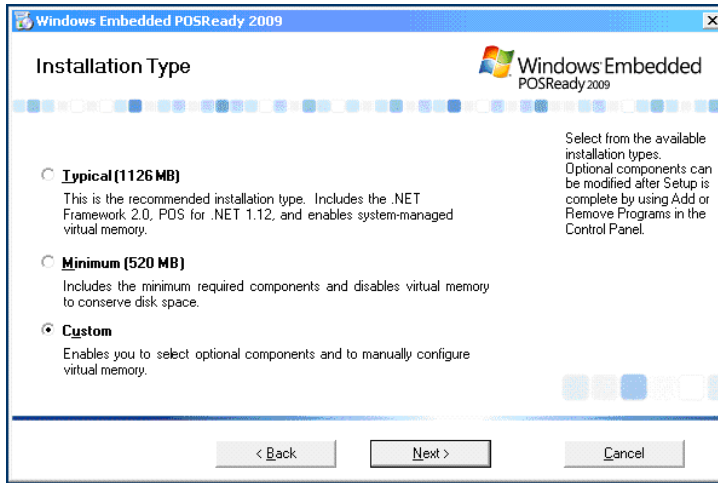 Windows Embedded POSReady 2009
Installation Type
Windows Embedded
POSReady 2009
Select from the available
installation types.
Optional components can
be modified after Setup is
complete by using Add or
Remove Programs in the
Control Panel.
Typical (1126 MB)
This is the recommended installation type. Includes the .NET
Framework 2.0, POS for .NET 1.12, and enables system-managed
virtual memory.
Minimum (520 MB)
Includes the minimum required components and disables virtual memory
to conserve disk space.
Custom
Enables you to select optional components and to manually configure
virtual memory.
< Back
Next >
Cancel